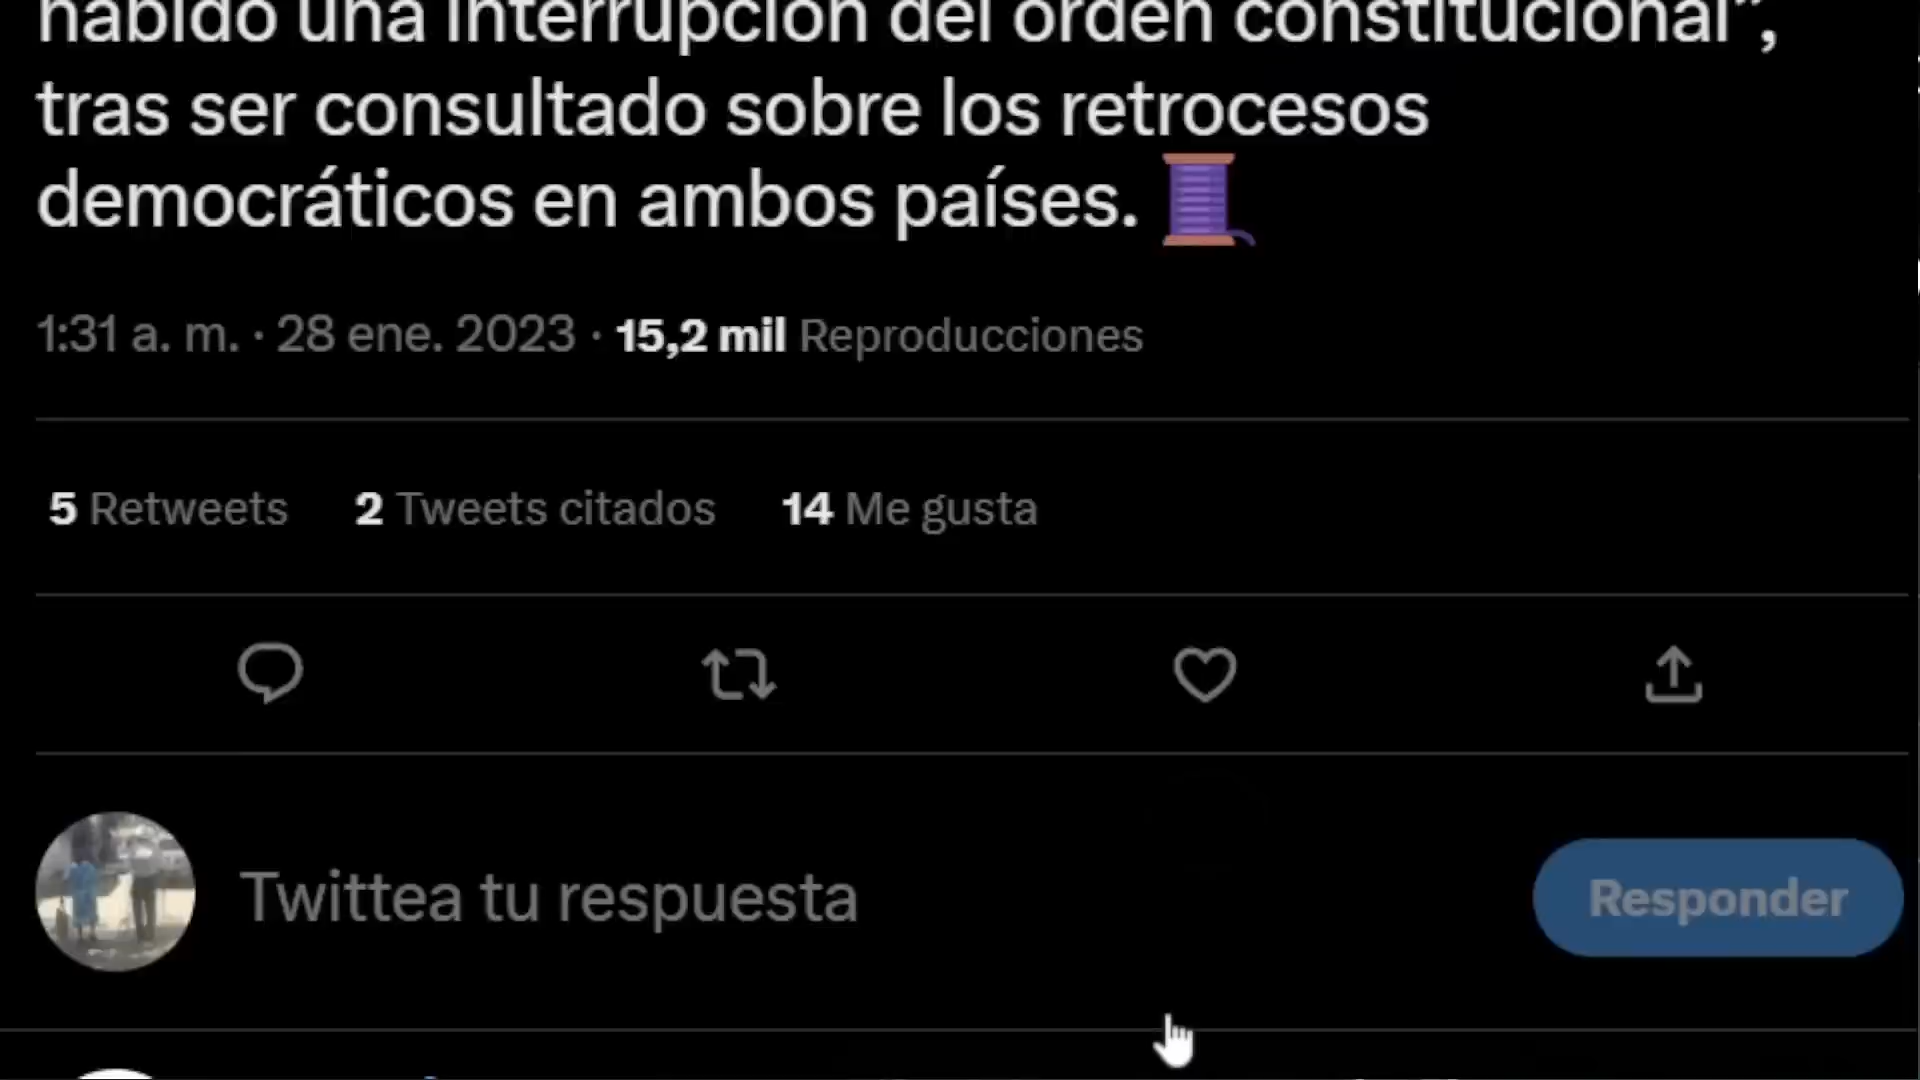 habido una interrupción del orden constitucional”,
tras ser consultado sobre los retrocesos
democráticos en ambos países. 🧵
1:31 a. m. · 28 ene. 2023 · 15,2 mil Reproducciones
5 Retweets 2 Tweets citados 14 Me gusta
Twittea tu respuesta Responder